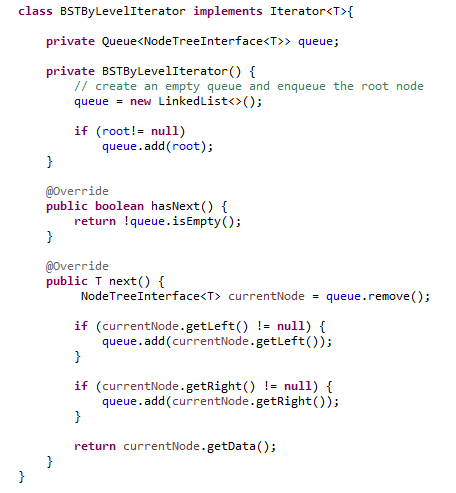 class BSTByLevelIterator implements Iterator<T>{
private Queue<NodeTreeInterface<T>> queue;
private BSTByLevelIterator() {
// create an empty queue and enqueue the root node
queue = new LinkedList<>();
if (root!= null)
queue.add(root);
}
@Override
public boolean hasNext() {
return !queue.isEmpty();
}
@Override
public T next() {
NodeTreeInterface<T> currentNode = queue.remove();
if (currentNode.getLeft() != null) {
queue.add(currentNode.getLeft());
}
if (currentNode.getRight() != null) {
queue.add(currentNode.getRight());
}
return currentNode.getData();
}
}